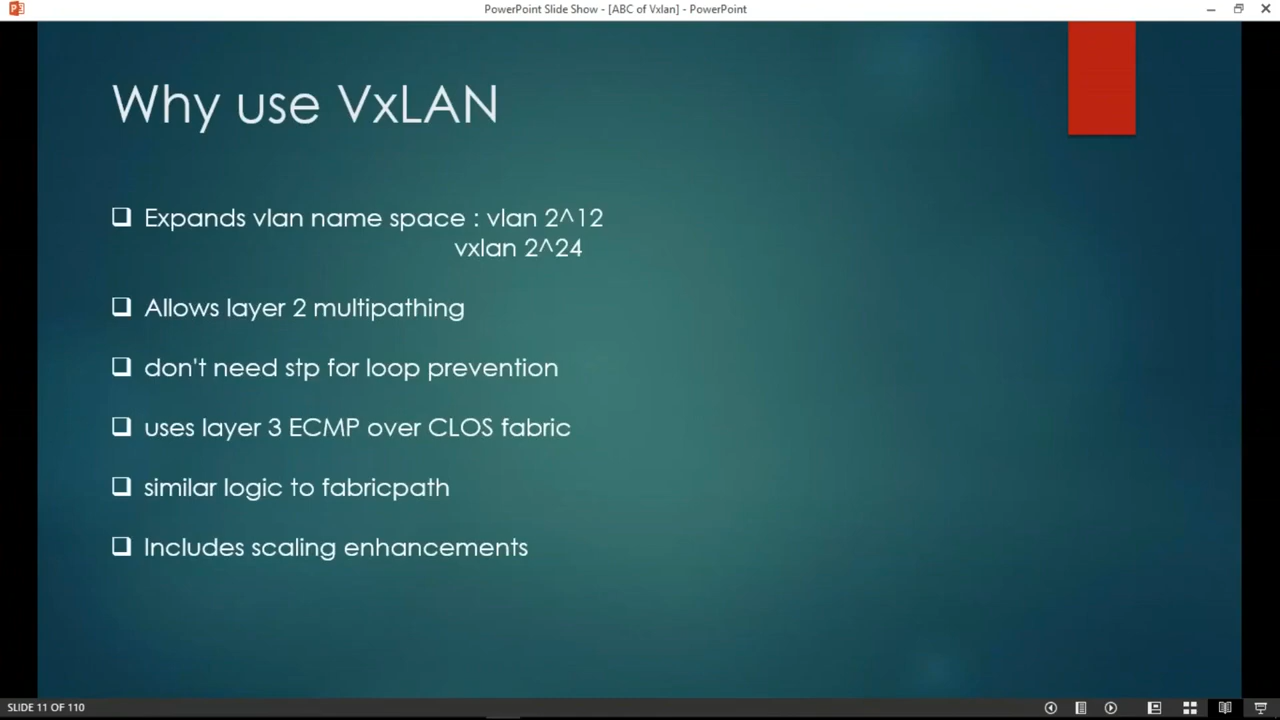 PowerPoint Slide Show - [ABC of Vxlan] - PowerPoint
Why use VxLAN
Expands vlan name space : vlan 2^12
vxlan 2^24
Allows layer 2 multipathing
don't need stp for loop prevention
uses layer 3 ECMP over CLOS fabric
similar logic to fabricpath
Includes scaling enhancements
SLIDE 11 OF 110